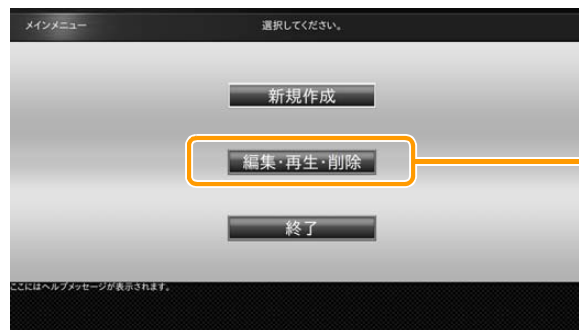 メインメニュー
選択してください。
新規作成
編集・再生・削除
終了
ここにはヘルプメッセージが表示されます。